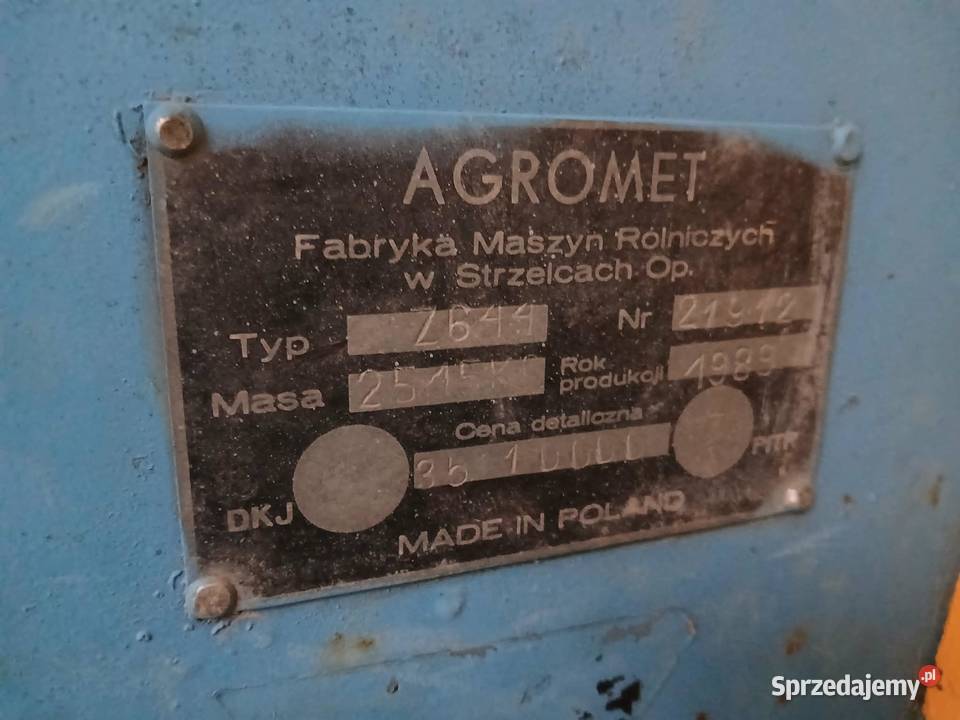 AGROMET
Fabryka Maszyn Rolniczych
w Strzelcach Op.
Typ Z644 Nr 21912
Masa Rok produkcji 1989
Cena detaliczna
DKJ PITR
MADE IN POLAND
Sprzedajemy.pl